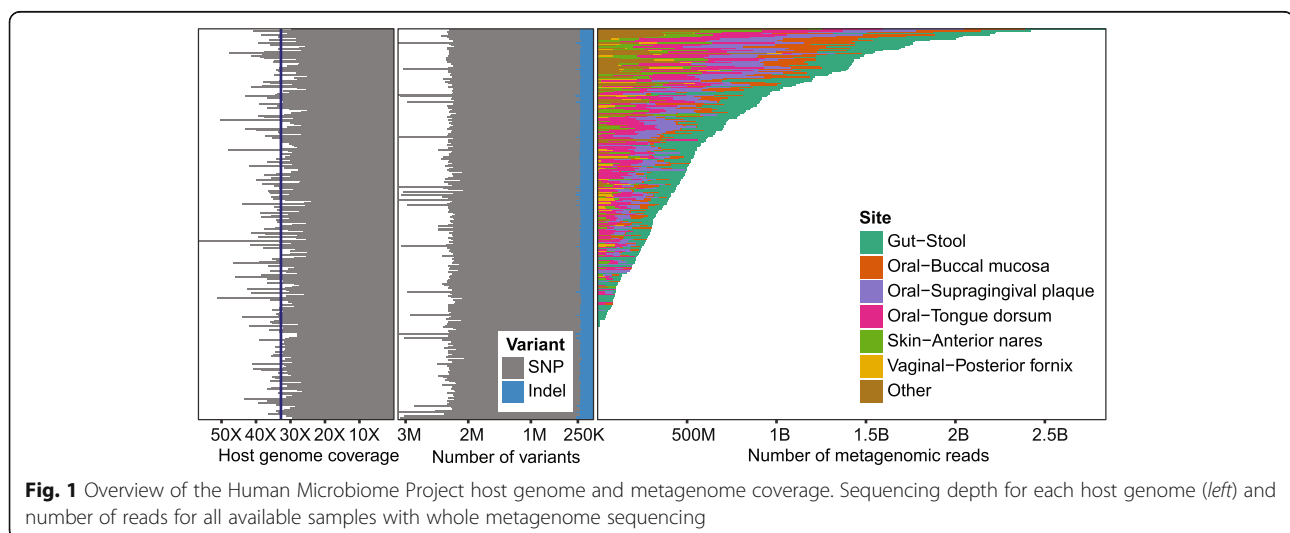 Site
Gut−Stool
Oral−Buccal mucosa
Oral−Supragingival plaque
Oral−Tongue dorsum
Skin−Anterior nares
Vaginal−Posterior fornix
Other
Variant
SNP
Indel
50X 40X 30X 20X 10X
Host genome coverage
3M 2M 1M 250K
Number of variants
500M 1B 1.5B 2B 2.5B
Number of metagenomic reads
Fig. 1 Overview of the Human Microbiome Project host genome and metagenome coverage. Sequencing depth for each host genome (left) and
number of reads for all available samples with whole metagenome sequencing